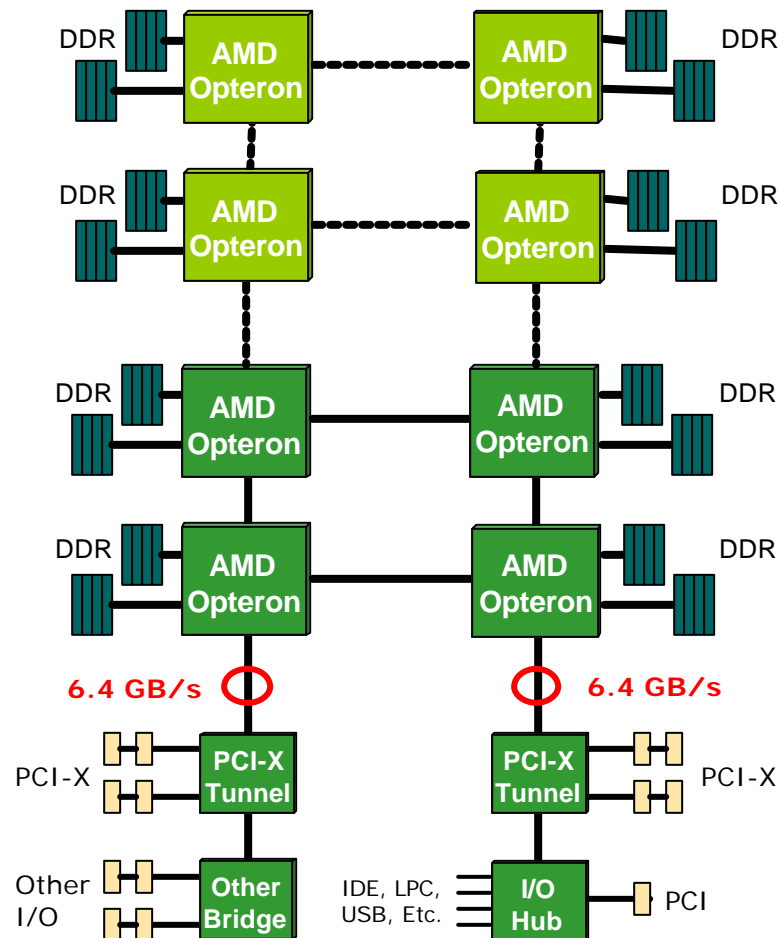 DDR
AMD
Opteron
AMD
Opteron
DDR
DDR
AMD
Opteron
AMD
Opteron
DDR
DDR
AMD
Opteron
AMD
Opteron
DDR
DDR
AMD
Opteron
AMD
Opteron
DDR
6.4 GB/s
6.4 GB/s
PCI-X
PCI-X
Tunnel
PCI-X
Tunnel
PCI-X
Other
I/O
Other
Bridge
IDE, LPC,
USB, Etc.
I/O
Hub
PCI